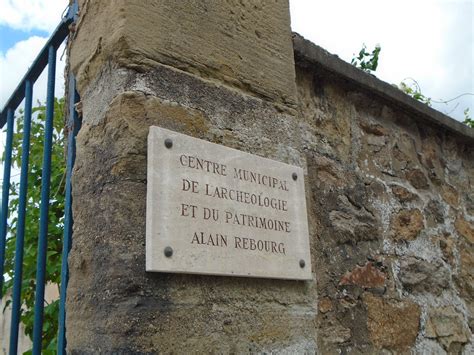 CENTRE MUNICIPAL
DE L'ARCHEOLOGIE
ET DU PATRIMOINE
ALAIN REBOURG